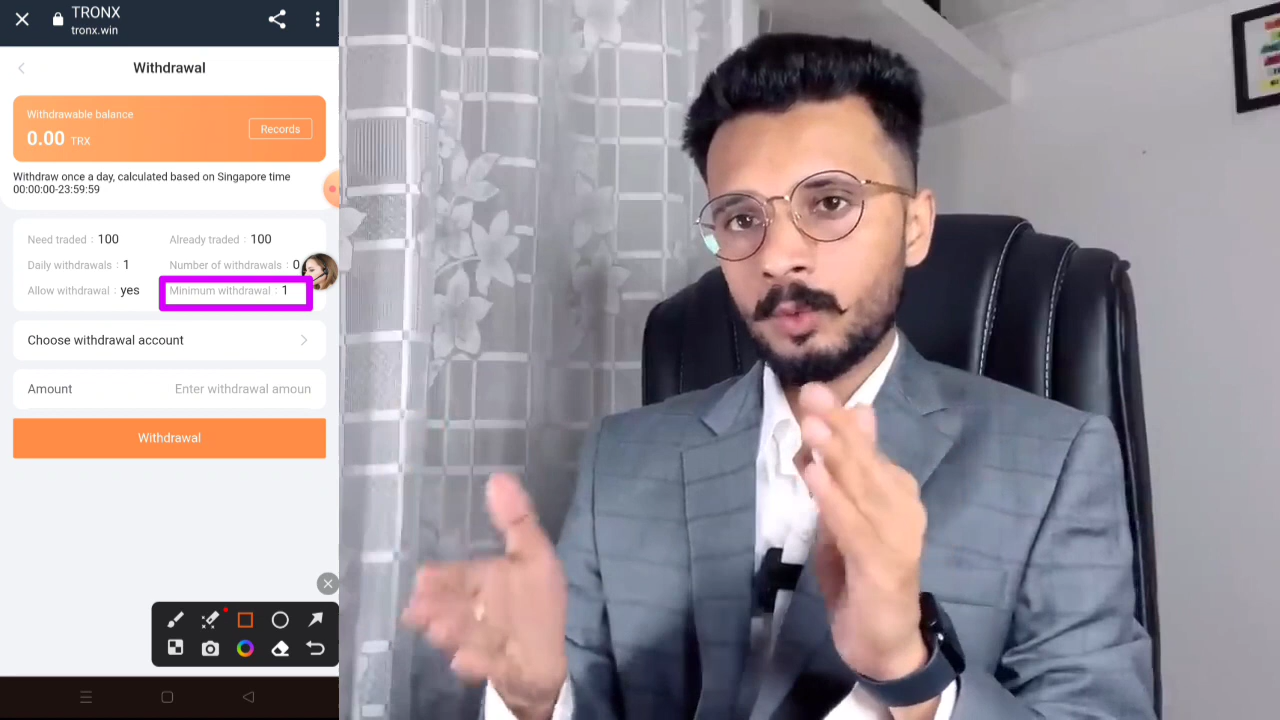 TRONX
tronx.win
Withdrawal
Withdrawable balance
0.00 TRX
Records
Withdraw once a day, calculated based on Singapore time
00:00:00-23:59:59
Need traded : 100 Already traded : 100
Daily withdrawals : 1 Number of withdrawals : 0
Allow withdrawal : yes Minimum withdrawal : 1
Choose withdrawal account
Amount Enter withdrawal amoun
Withdrawal